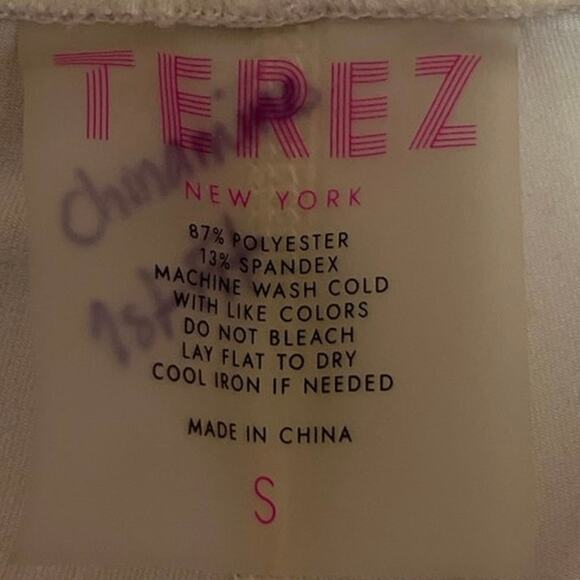 TEREZ
NEW YORK
87% POLYESTER
13% SPANDEX
MACHINE WASH COLD
WITH LIKE COLORS
DO NOT BLEACH
LAY FLAT TO DRY
COOL IRON IF NEEDED
MADE IN CHINA
S